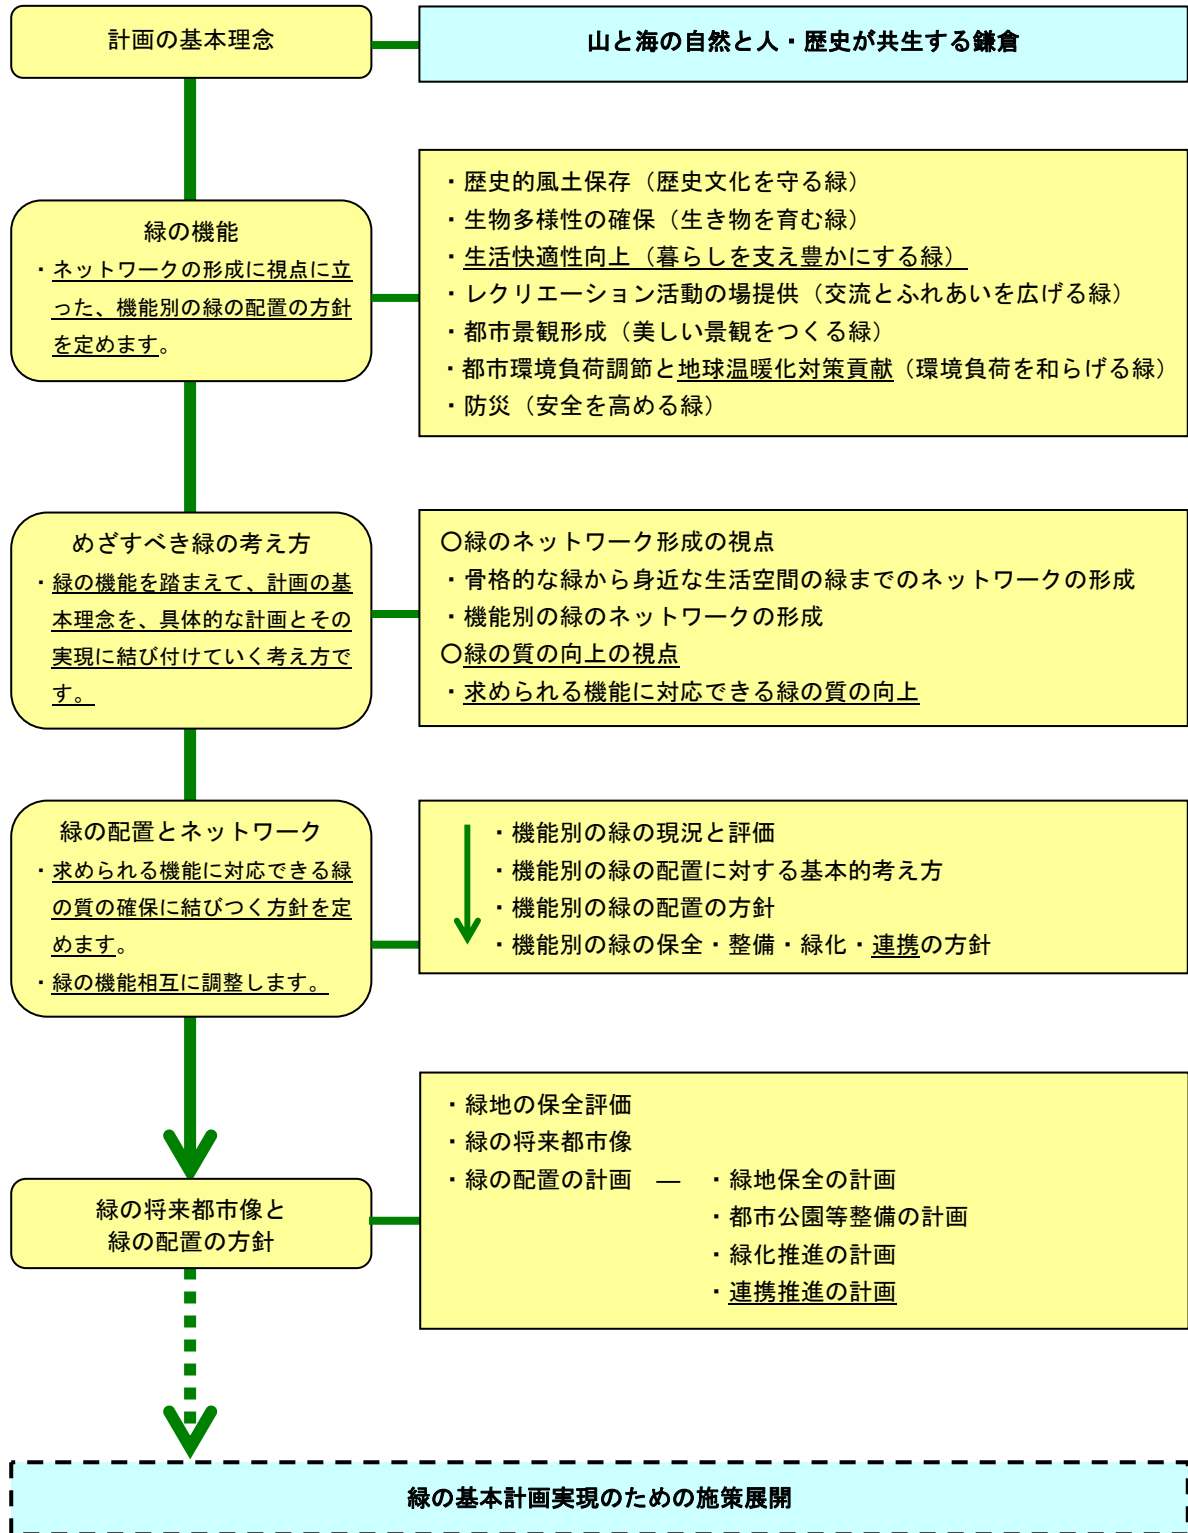 計画の基本理念
山と海の自然と人・歴史が共生する鎌倉
緑の機能
・ネットワークの形成に視点に立
った、機能別の緑の配置の方針
を定めます。
・歴史的風土保存（歴史文化を守る緑）
・生物多様性の確保（生き物を育む緑）
・生活快適性向上（暮らしを支え豊かにする緑）
・レクリエーション活動の場提供（交流とふれあいを広げる緑）
・都市景観形成（美しい景観をつくる緑）
・都市環境負荷調節と地球温暖化対策貢献（環境負荷を和らげる緑）
・防災（安全を高める緑）
めざすべき緑の考え方
・緑の機能を踏まえて、計画の基
本理念を、具体的な計画とその
実現に結び付けていく考え方で
す。
〇緑のネットワーク形成の視点
・骨格的な緑から身近な生活空間の緑までのネットワークの形成
・機能別の緑のネットワークの形成
〇緑の質の向上の視点
・求められる機能に対応できる緑の質の向上
緑の配置とネットワーク
・求められる機能に対応できる緑
の質の確保に結びつく方針を定
めます。
・緑の機能相互に調整します。
・機能別の緑の現況と評価
・機能別の緑の配置に対する基本的考え方
・機能別の緑の配置の方針
・機能別の緑の保全・整備・緑化・連携の方針
緑の将来都市像と
緑の配置の方針
・緑地の保全評価
・緑の将来都市像
・緑の配置の計画 ― ・緑地保全の計画
・都市公園等整備の計画
・緑化推進の計画
・連携推進の計画
緑の基本計画実現のための施策展開